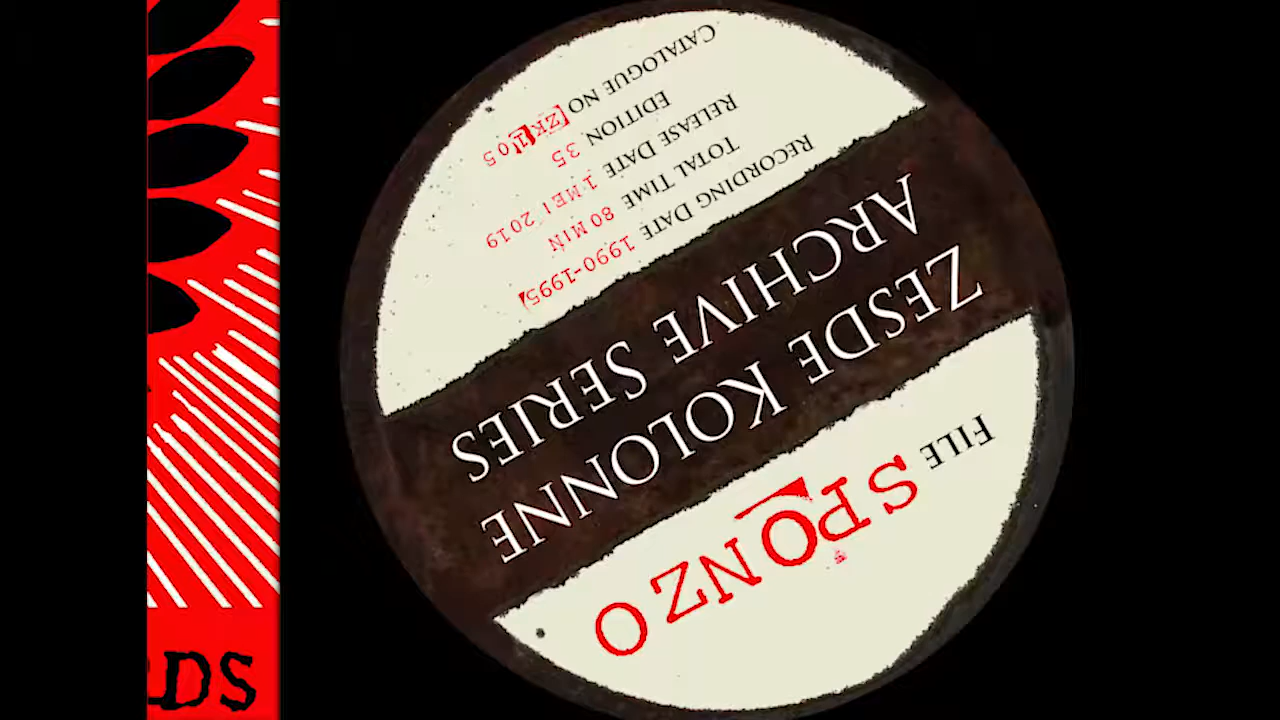 FILE SPONZO
ZESDE KOLONNE
ARCHIVE SERIES
RECORDING DATE 1990-1995
TOTAL TIME 80 MIN
RELEASE DATE 1 MEI 2019
EDITION 35
CATALOGUE NO [ZK]105
DS